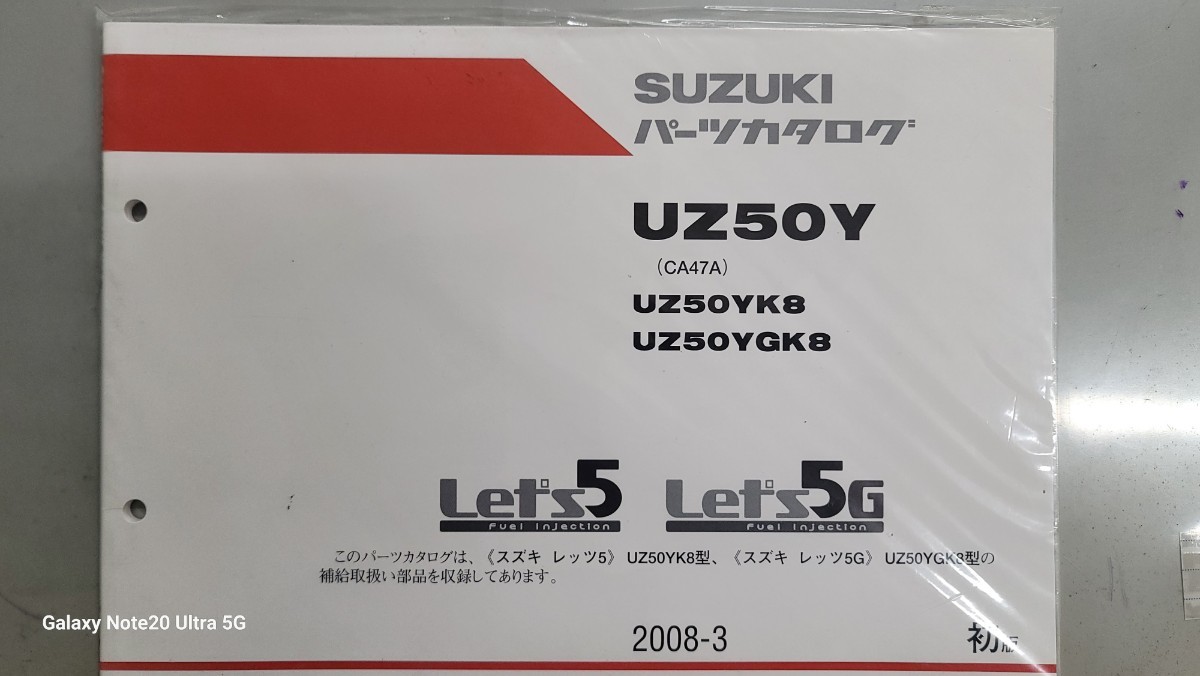 SUZUKI
パーツカタログ
UZ50Y
(CA47A)
UZ50YK8
UZ50YGK8
Let's5 Let's5G
Fuel Injection Fuel Injection
このパーツカタログは、《スズキ レッツ5》 UZ50YK8型、《スズキ レッツ5G》 UZ50YGK8型の
補給取扱い部品を収録してあります。
Galaxy Note20 Ultra 5G
2008-3 初版